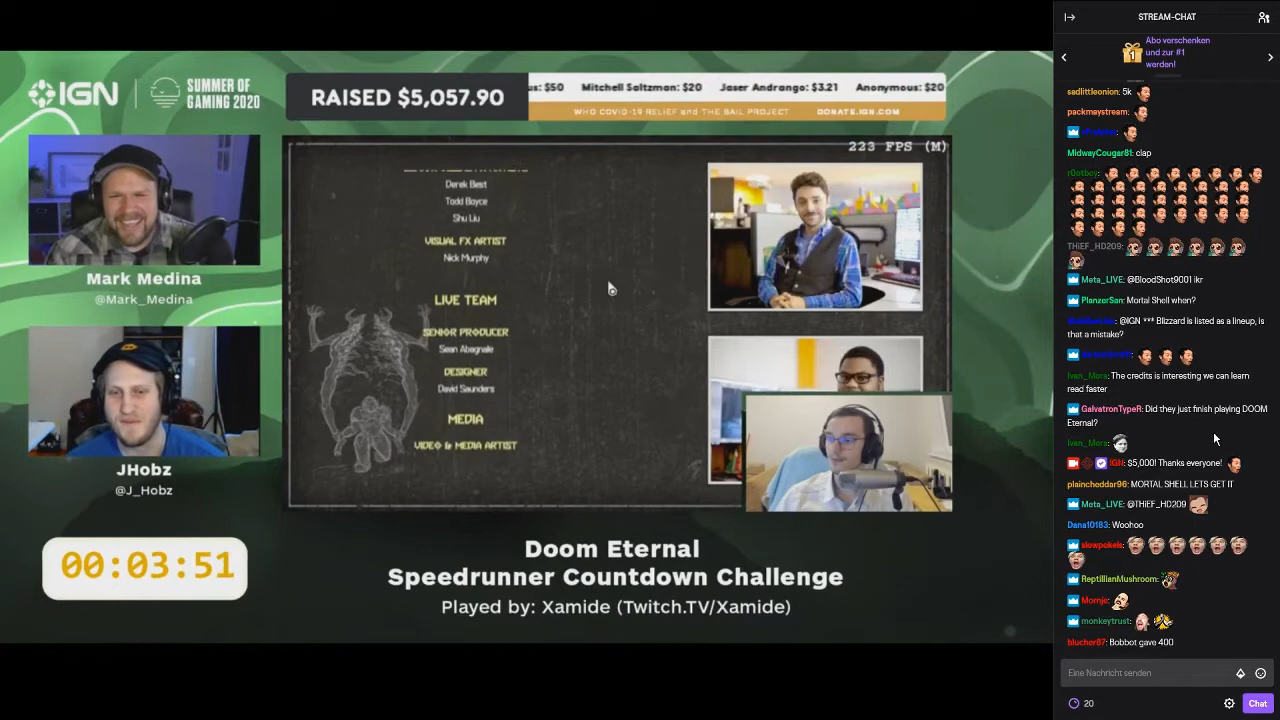 IGN
SUMMER OF
GAMING 2020
RAISED $5,057.90
us: $50 Mitchell Saltzman: $20 Jaser Andrango: $3.21 Anonymous: $20
WHO COVID-19 RELIEF and THE BAIL PROJECT DONATE.IGN.COM
223 FPS (M)
Derek Best
Todd Boyce
Shu Liu
VISUAL FX ARTIST
Nick Murphy
LIVE TEAM
SENIOR PRODUCER
Sean Abagnale
DESIGNER
David Saunders
MEDIA
VIDEO & MEDIA ARTIST
Mark Medina
@Mark_Medina
JHobz
@J_Hobz
00:03:51
Doom Eternal
Speedrunner Countdown Challenge
Played by: Xamide (Twitch.TV/Xamide)
STREAM-CHAT
Abo verschenken
und zur #1
werden!
1
sadlittleonion: 5k
packmaystream:
MidwayCougar81: clap
r0atboy:
THiEF_HD209:
Meta_LIVE: @BloodShot9001 ikr
PlanzerSan: Mortal Shell when?
@IGN *** Blizzard is listed as a lineup, is
that a mistake?
Ivan_Mora: The credits is interesting we can learn
read faster
GalvatronTypeR: Did they just finish playing DOOM
Eternal?
Ivan_Mora:
IGN: $5,000! Thanks everyone!
plaincheddar96: MORTAL SHELL LETS GET IT
Meta_LIVE: @THIEF_HD209
Dana10183: Woohoo
slowpokels:
ReptillianMushroom:
Momje:
monkeytrust:
blucher67: Bobbot gave 400
Eine Nachricht senden
20
Chat